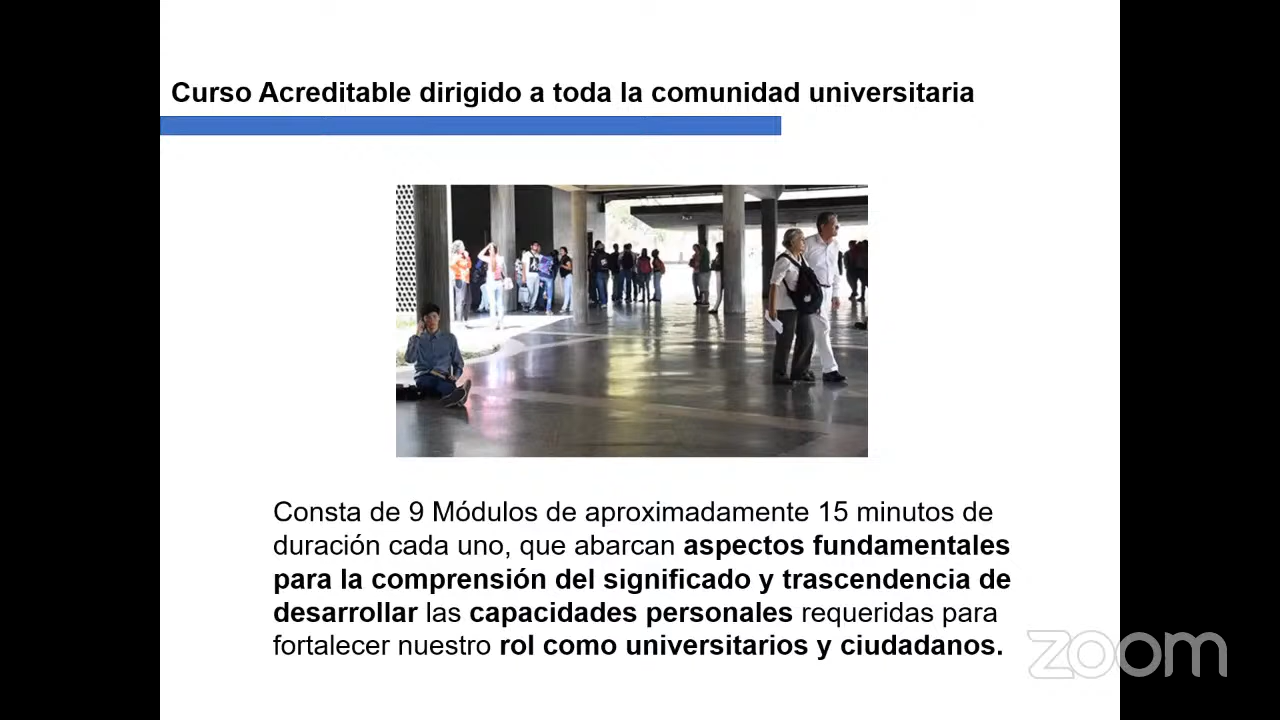 Curso Acreditable dirigido a toda la comunidad universitaria
Consta de 9 Módulos de aproximadamente 15 minutos de
duración cada uno, que abarcan aspectos fundamentales
para la comprensión del significado y trascendencia de
desarrollar las capacidades personales requeridas para
fortalecer nuestro rol como universitarios y ciudadanos.
zoom